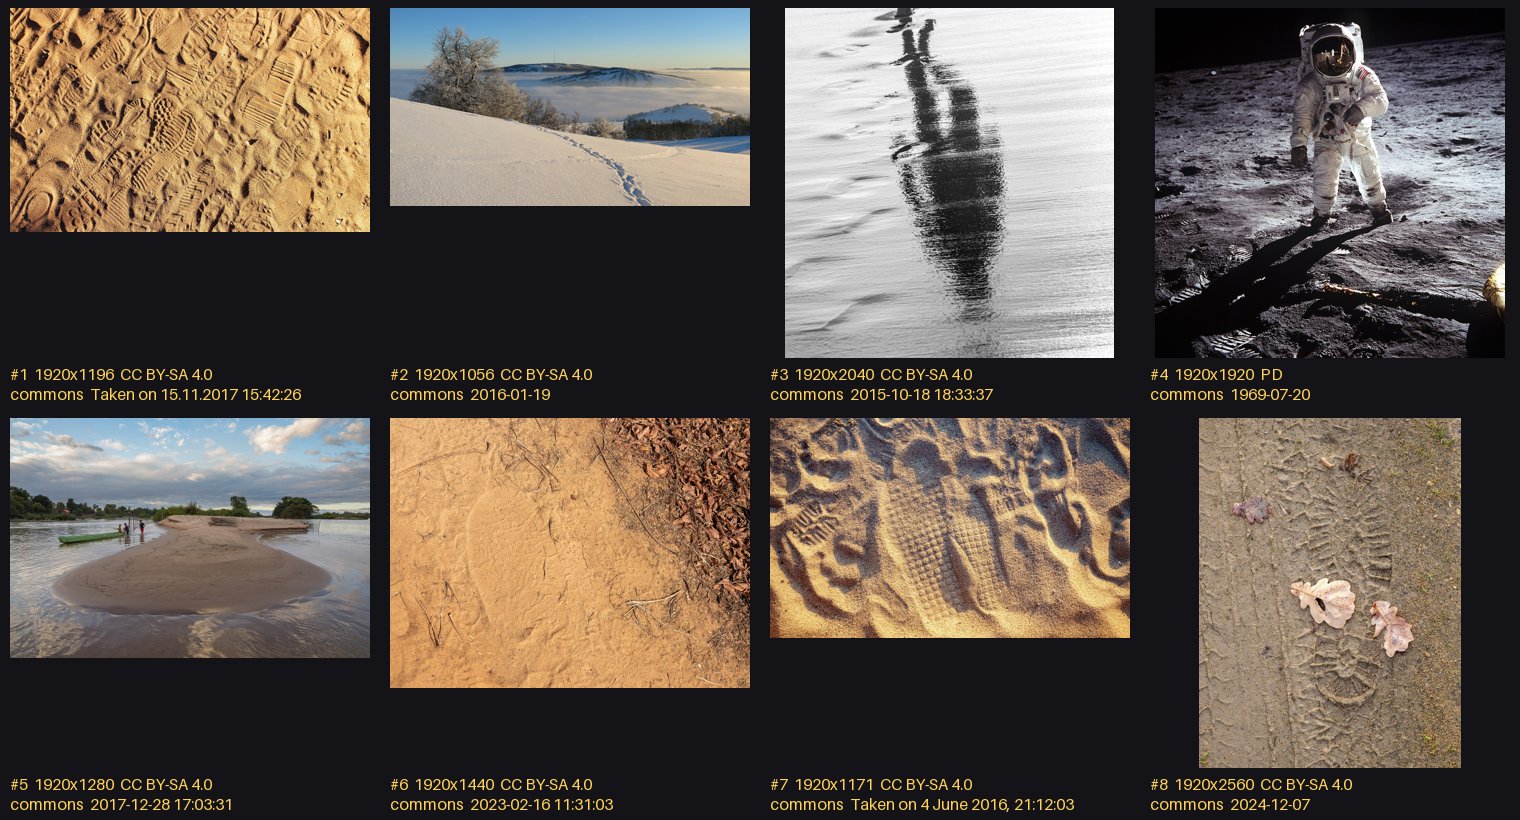 #1 1920x1196 CC BY-SA 4.0
commons Taken on 15.11.2017 15:42:26
#2 1920x1056 CC BY-SA 4.0
commons 2016-01-19
#3 1920x2040 CC BY-SA 4.0
commons 2015-10-18 18:33:37
#4 1920x1920 PD
commons 1969-07-20
#5 1920x1280 CC BY-SA 4.0
commons 2017-12-28 17:03:31
#6 1920x1440 CC BY-SA 4.0
commons 2023-02-16 11:31:03
#7 1920x1171 CC BY-SA 4.0
commons Taken on 4 June 2016, 21:12:03
#8 1920x2560 CC BY-SA 4.0
commons 2024-12-07